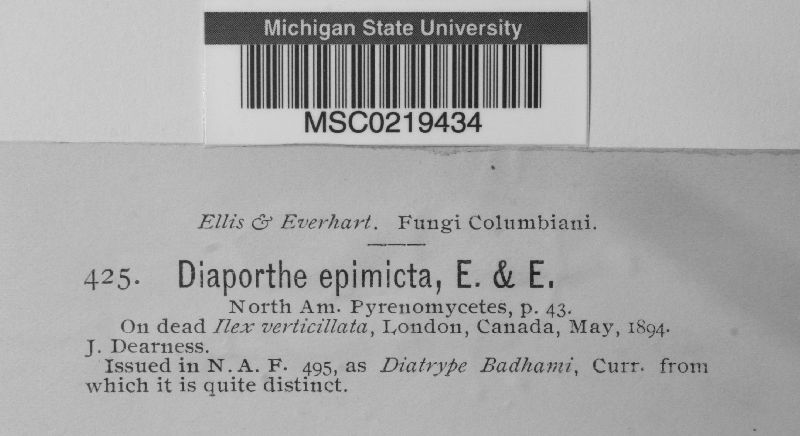 Michigan State University
MSC0219434
Ellis & Everhart. Fungi Columbiani.
425. Diaporthe epimicta, E. & E.
North Am. Pyrenomycetes, p. 43.
On dead Ilex verticillata, London, Canada, May, 1894.
J. Dearness.
Issued in N. A. F. 495, as Diatrype Badhami, Curr. from
which it is quite distinct.